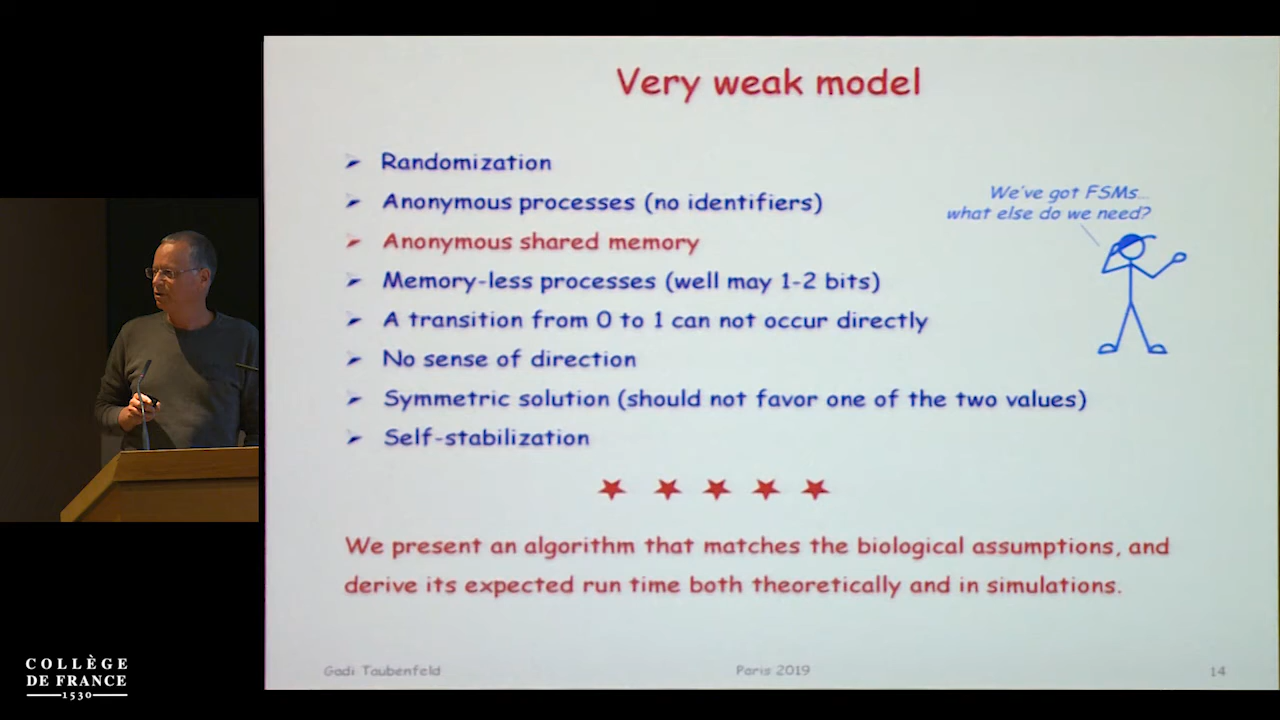 Very weak model
Randomization
Anonymous processes (no identifiers)
Anonymous shared memory
Memory-less processes (well may 1-2 bits)
A transition from 0 to 1 can not occur directly
No sense of direction
Symmetric solution (should not favor one of the two values)
Self-stabilization
We've got FSMs...
what else do we need?
We present an algorithm that matches the biological assumptions, and
derive its expected run time both theoretically and in simulations.
Gadi Taubenfeld
Paris 2019
14
COLLÈGE
DE FRANCE
1530